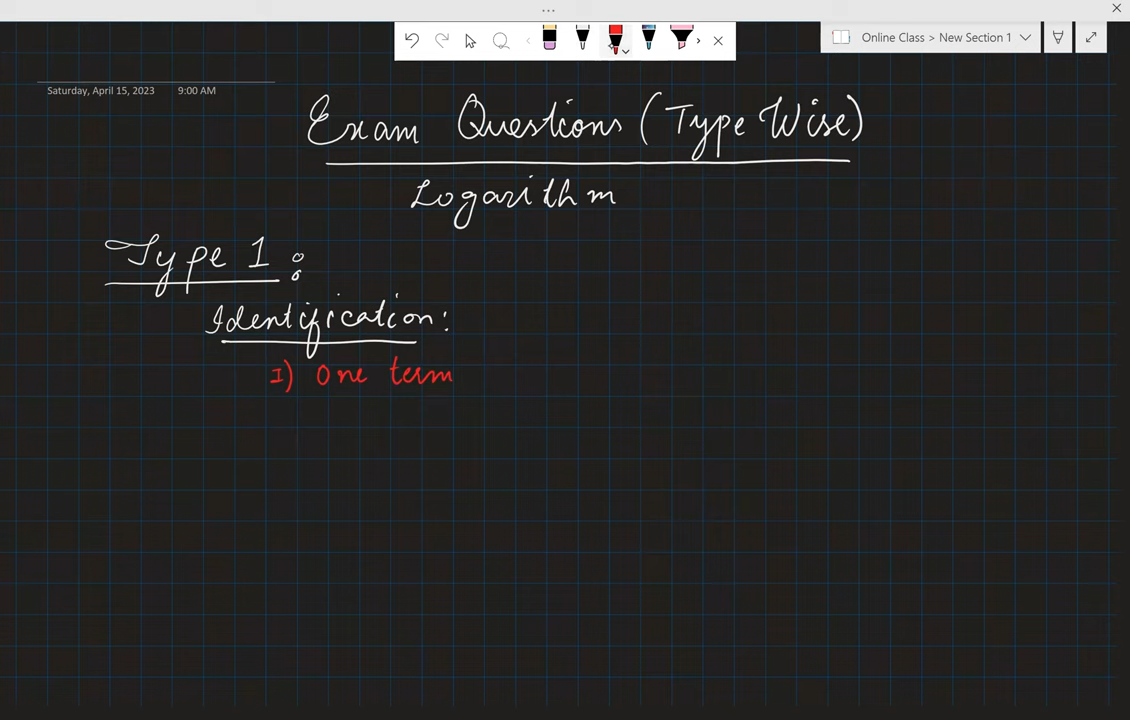 Online Class > New Section 1
Saturday, April 15, 2023 9:00 AM
Exam Questions (Type Wise)
Logarithm
Type 1 :
Identification:
I) One term